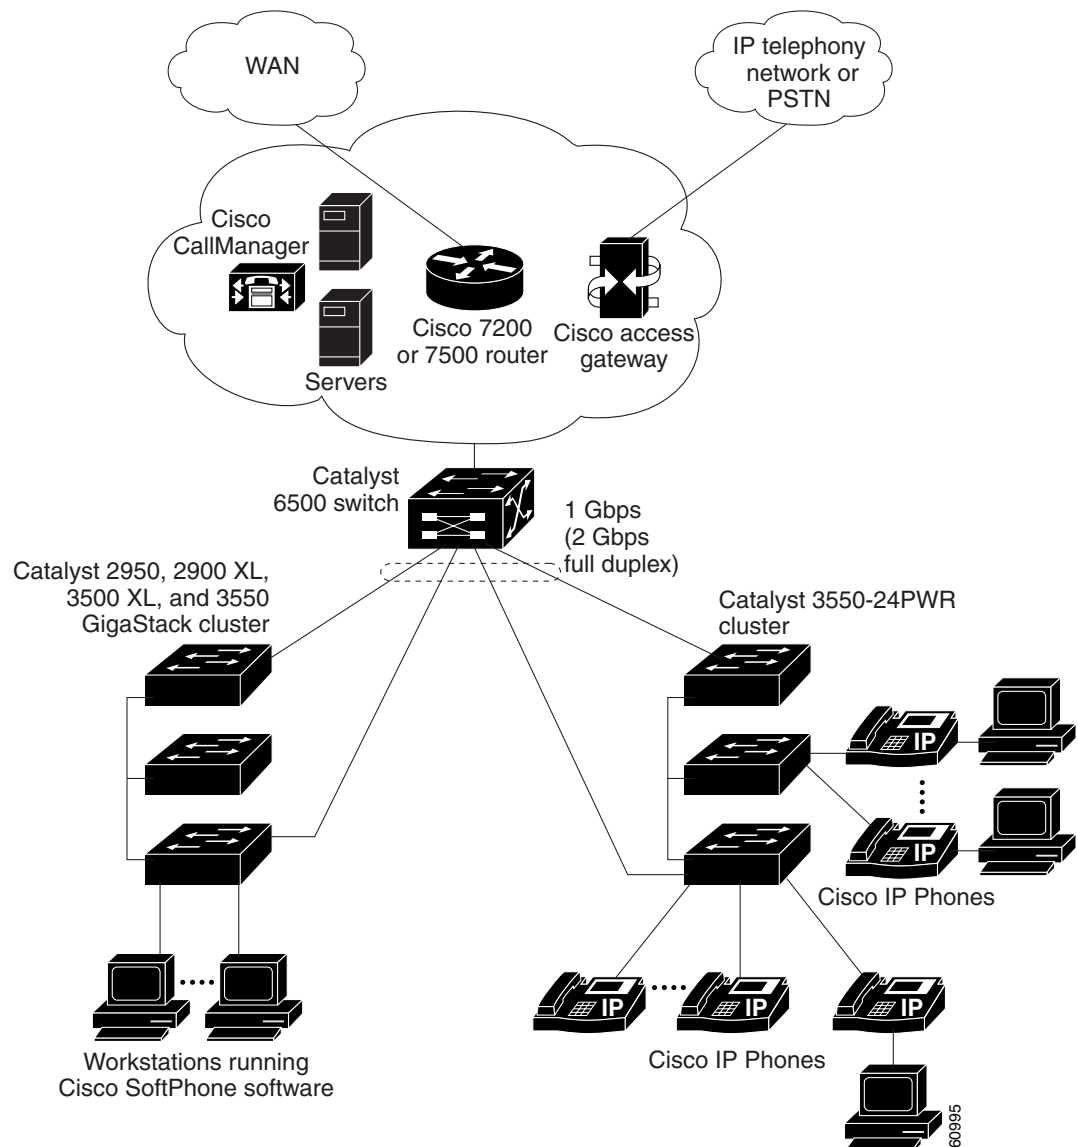 WAN
IP telephony
network or
PSTN
Cisco
CallManager
Servers
Cisco 7200
or 7500 router
Cisco access
gateway
Catalyst
6500 switch
1 Gbps
(2 Gbps
full duplex)
Catalyst 2950, 2900 XL,
3500 XL, and 3550
GigaStack cluster
Catalyst 3550-24PWR
cluster
IP
IP
Cisco IP Phones
IP
IP
IP
Cisco IP Phones
Workstations running
Cisco SoftPhone software
60995